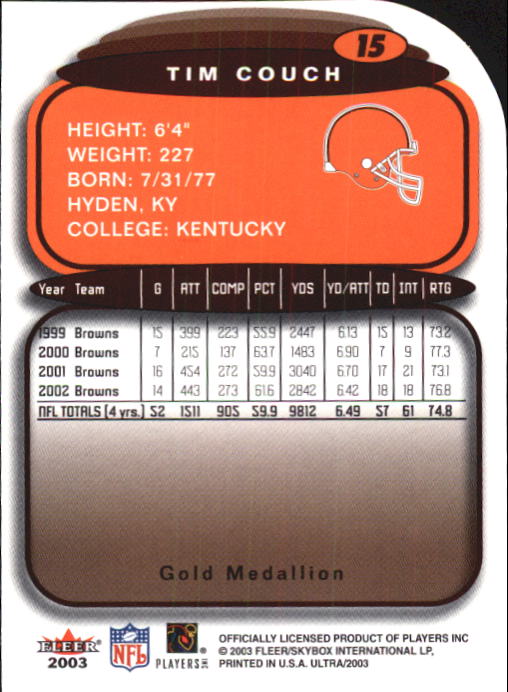 15
TIM COUCH
HEIGHT: 6'4"
WEIGHT: 227
BORN: 7/31/77
HYDEN, KY
COLLEGE: KENTUCKY
Year Team G ATT COMP PCT YDS YD/ATT TD INT RTG
1999 Browns 15 399 223 55.9 2447 6.13 15 13 73.2
2000 Browns 7 215 137 63.7 1483 6.90 7 9 77.3
2001 Browns 16 454 272 59.9 3040 6.70 17 21 73.1
2002 Browns 14 443 273 61.6 2842 6.42 18 18 76.8
NFL TOTALS (4 yrs.) 52 1511 905 59.9 9812 6.49 57 61 74.8
Gold Medallion
FLEER
2003
NFL
PLAYERS INC
OFFICIALLY LICENSED PRODUCT OF PLAYERS INC
© 2003 FLEER/SKYBOX INTERNATIONAL LP,
PRINTED IN U.S.A. ULTRA/2003